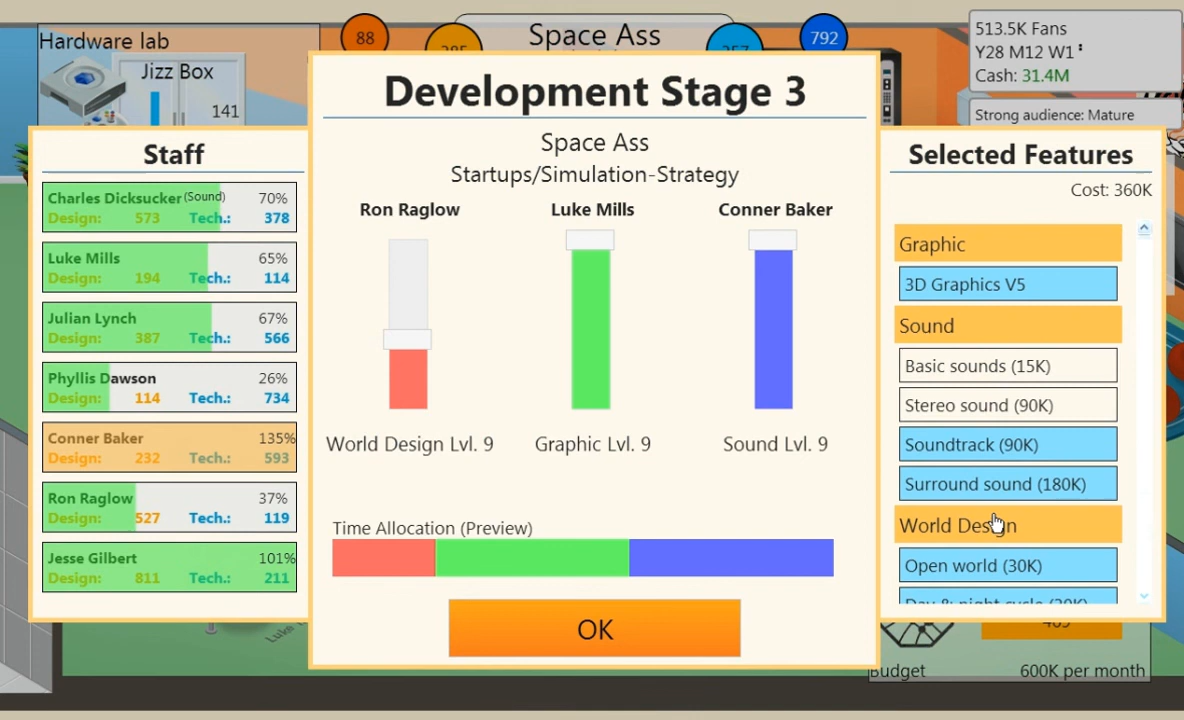 Hardware lab
Jizz Box
141
88
385
Space Ass
257
792
513.5K Fans
Y28 M12 W1
Cash: 31.4M
Strong audience: Mature
Staff
Charles Dicksucker (Sound) 70%
Design: 573 Tech.: 378
Luke Mills 65%
Design: 194 Tech.: 114
Julian Lynch 67%
Design: 387 Tech.: 566
Phyllis Dawson 26%
Design: 114 Tech.: 734
Conner Baker 135%
Design: 232 Tech.: 593
Ron Raglow 37%
Design: 527 Tech.: 119
Jesse Gilbert 101%
Design: 811 Tech.: 211
Development Stage 3
Space Ass
Startups/Simulation-Strategy
Ron Raglow Luke Mills Conner Baker
World Design Lvl. 9 Graphic Lvl. 9 Sound Lvl. 9
Time Allocation (Preview)
OK
Selected Features
Cost: 360K
Graphic
3D Graphics V5
Sound
Basic sounds (15K)
Stereo sound (90K)
Soundtrack (90K)
Surround sound (180K)
World Design
Open world (30K)
Day & night cycle
Luke
Budget 600K per month